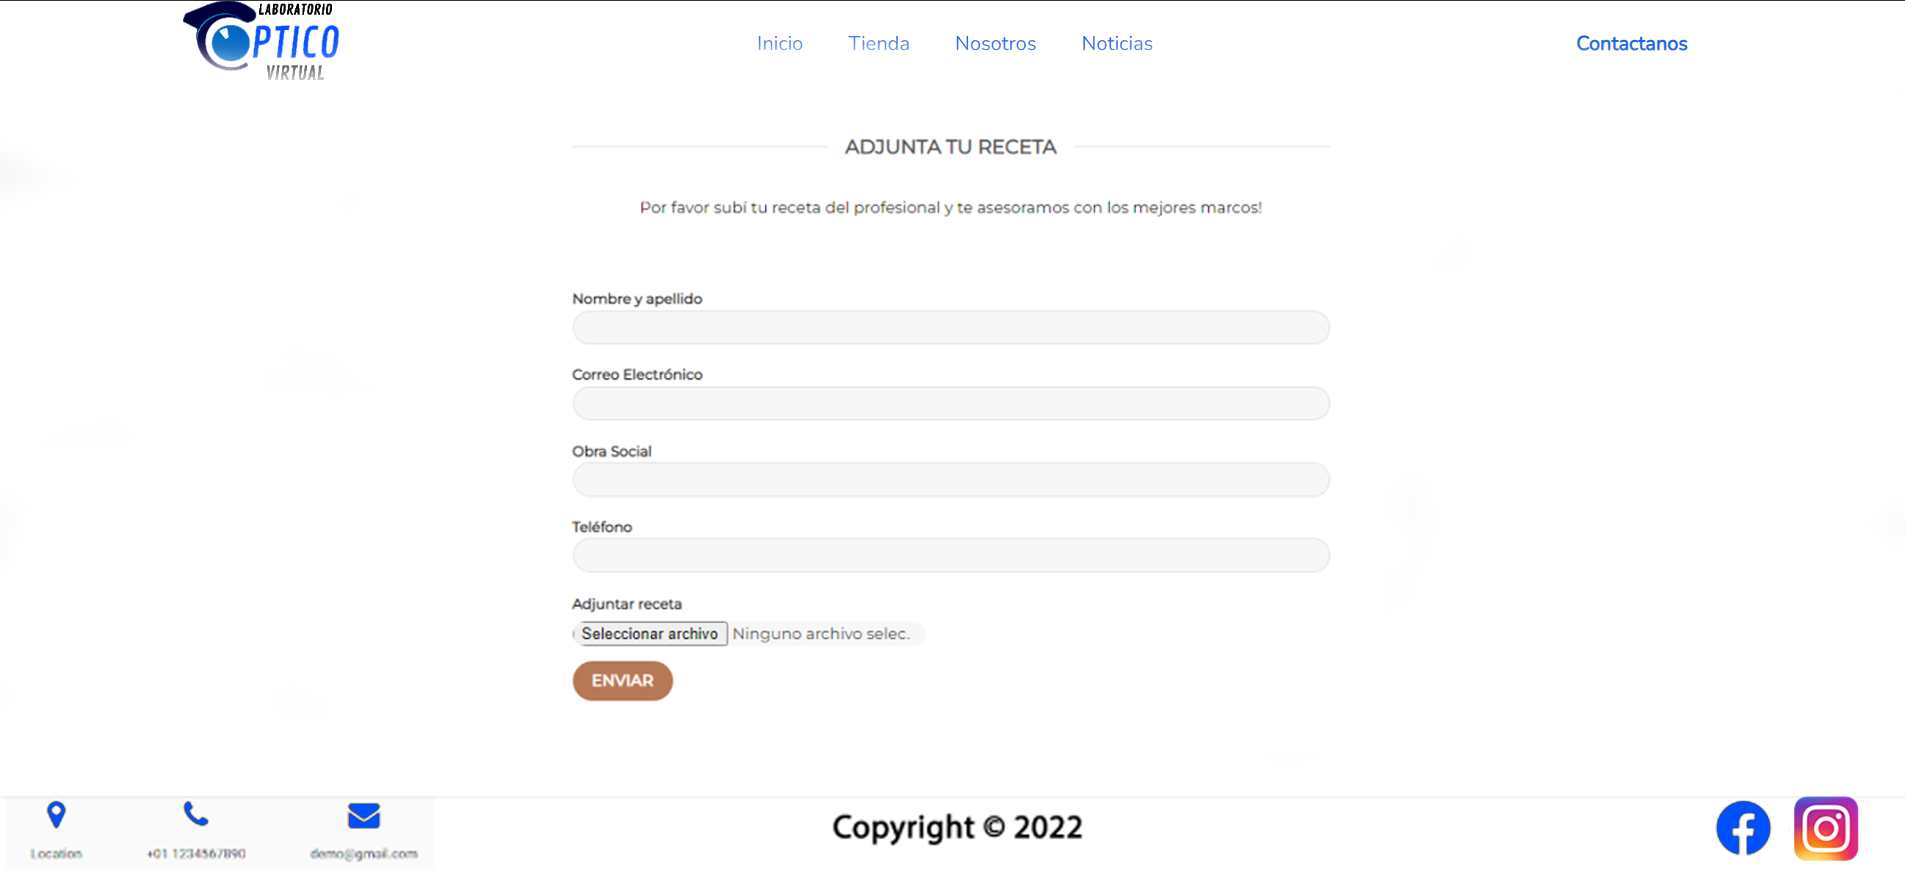 LABORATORIO
OPTICO
VIRTUAL
Inicio
Tienda
Nosotros
Noticias
Contactanos
ADJUNTA TU RECETA
Por favor subí tu receta del profesional y te asesoramos con los mejores marcos!
Nombre y apellido
Correo Electrónico
Obra Social
Teléfono
Adjuntar receta
Seleccionar archivo Ninguno archivo selec.
ENVIAR
Location
+01 1234567890
demo@gmail.com
Copyright © 2022